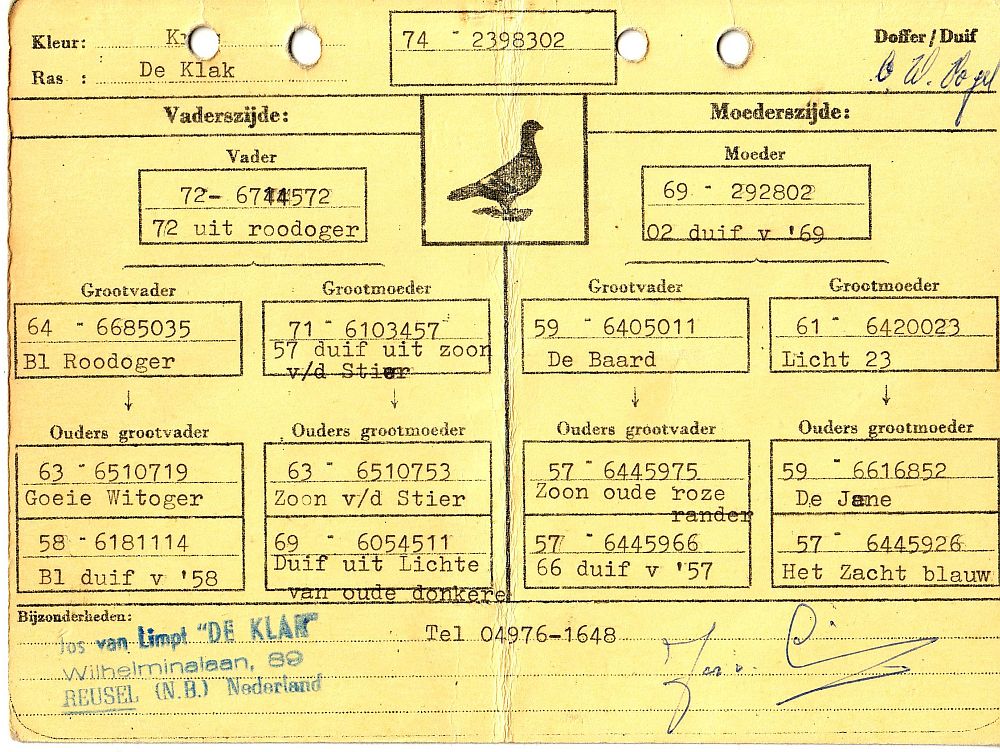 Kleur:
74 - 2398302
Doffer/Duif
Ras : De Klak
Vaderszijde:
Moederszijde:
Vader
72- 6744572
72 uit roodoger
Moeder
69 - 292802
02 duif v '69
Grootvader
64 - 6685035
Bl Roodoger
Grootmoeder
71 - 6103457
57 duif uit zoon
v/d Stier
Grootvader
59 - 6405011
De Baard
Grootmoeder
61 - 6420023
Licht 23
Ouders grootvader
63 - 6510719
Goeie Witoger
58 - 6181114
Bl duif v '58
Ouders grootmoeder
63 - 6510753
Zoon v/d Stier
69 - 6054511
Duif uit Lichte
van oude donkere
Ouders grootvader
57 - 6445975
Zoon oude roze
rander
57 - 6445966
66 duif v '57
Ouders grootmoeder
59 - 6616852
De Jane
57 - 6445926
Het Zacht blauw
Bijzonderheden:
Jos van Limpt "DE KLAK"
Wilhelminalaan, 89
REUSEL (N.B.) Nederland
Tel 04976-1648